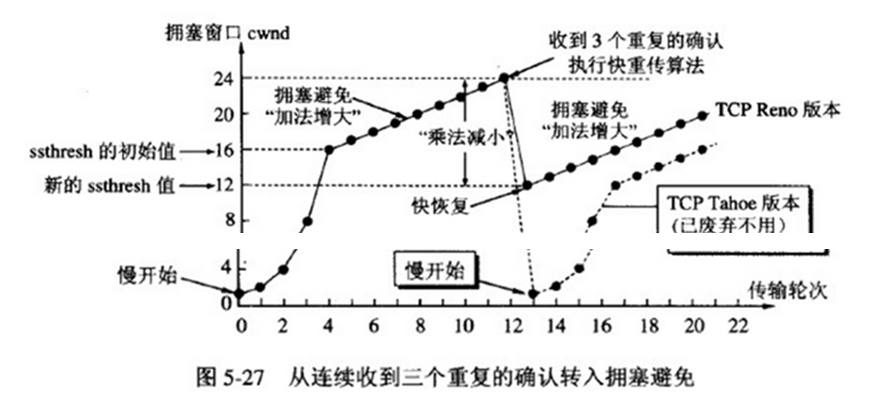 拥塞窗口 cwnd
收到 3 个重复的确认
执行快重传算法
24
拥塞避免
“加法增大”
20
拥塞避免
“加法增大”
TCP Reno 版本
“乘法减小”
ssthresh 的初始值
16
新的 ssthresh 值
12
快恢复
TCP Tahoe 版本
(已废弃不用)
8
慢开始
4
慢开始
0
传输轮次
0 2 4 6 8 10 12 14 16 18 20 22
图 5-27 从连续收到三个重复的确认转入拥塞避免